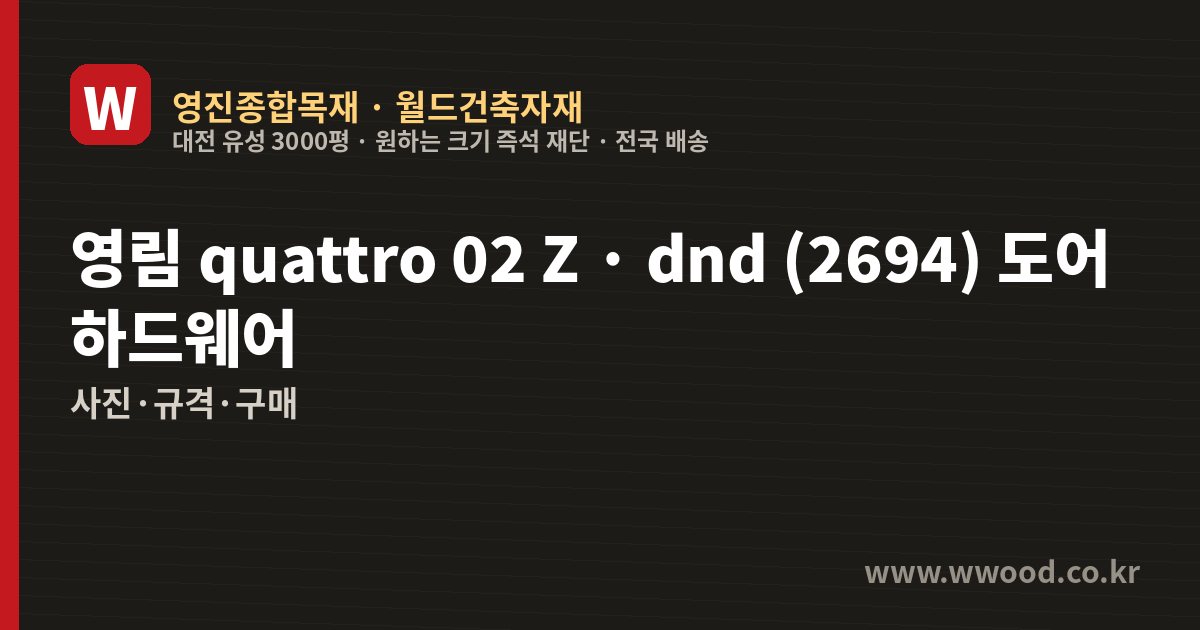 W
영진종합목재 · 월드건축자재
대전 유성 3000평 · 원하는 크기 즉석 재단 · 전국 배송
영림 quattro 02 Z · dnd (2694) 도어
하드웨어
사진·규격·구매
www.wwood.co.kr